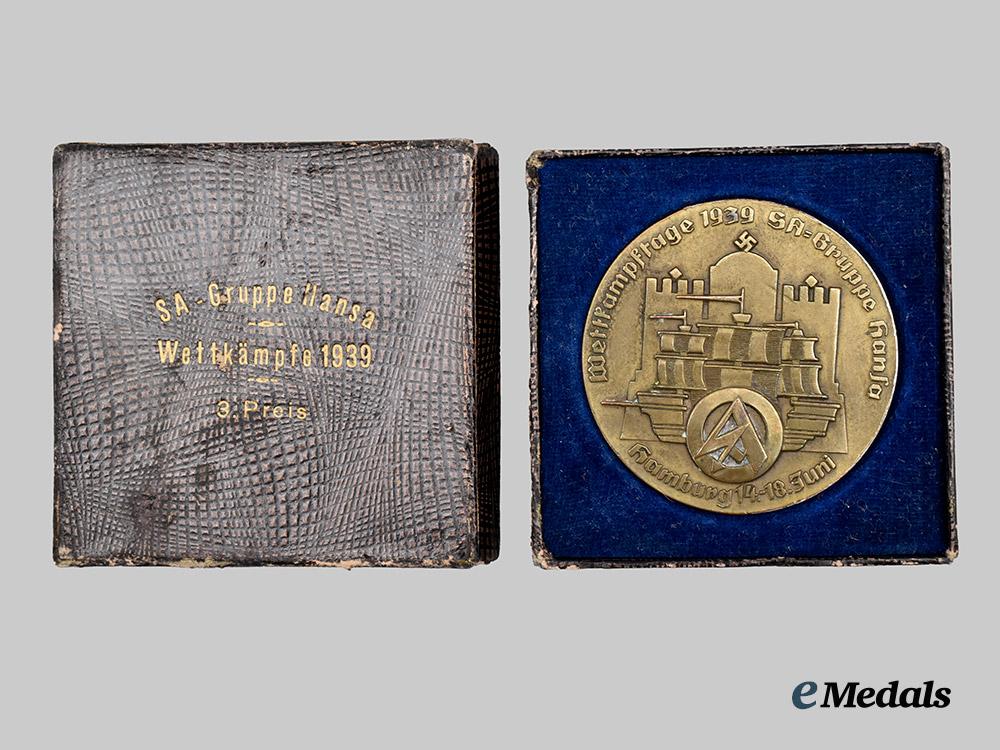 SA-Gruppe Hansa
Wettkämpfe 1939
3. Preis
Wettkampftage 1939 SA-Gruppe Hansa
Hamburg 14-18. Juni
eMedals